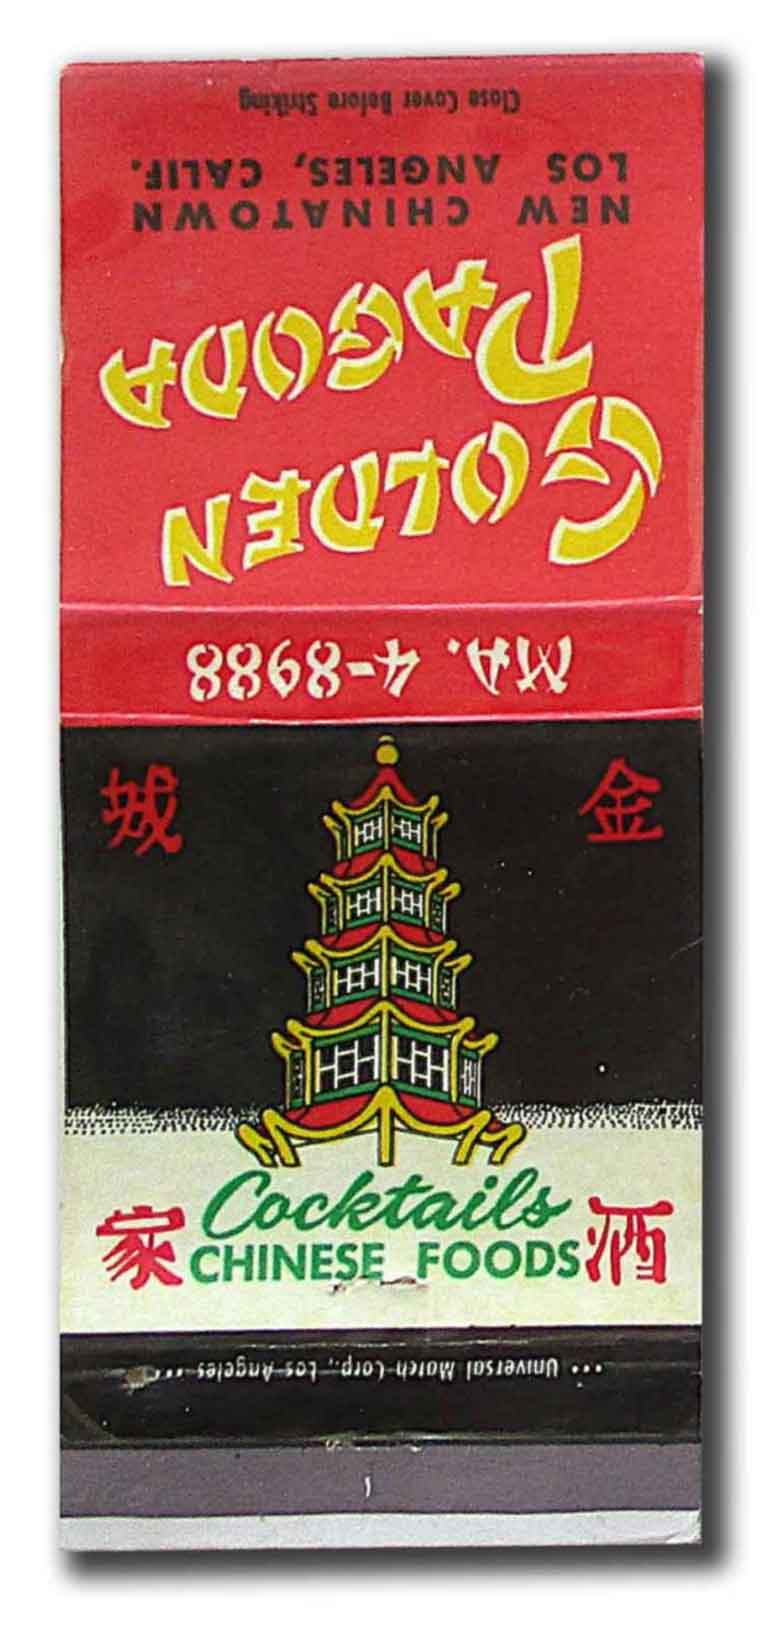 GOLDEN
PAGODA
NEW CHINATOWN
LOS ANGELES, CALIF.
Close Cover Before Striking
MA. 4-8988
金 城
Cocktails
CHINESE FOODS
酒 家
... Universal Match Corp., Los Angeles ...